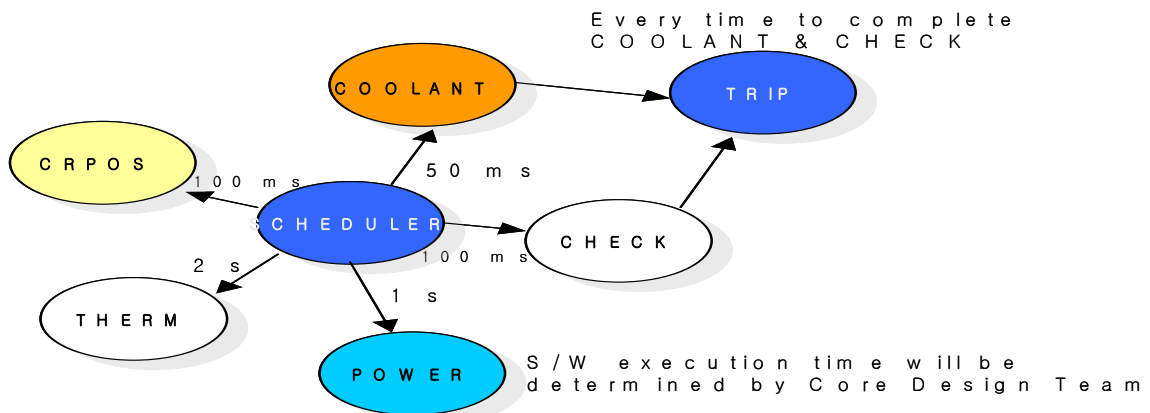 Every time to complete
COOLANT & CHECK
COOLANT
TRIP
CRPOS
50 ms
100 ms
SCHEDULER
CHECK
100 ms
2 s
1 s
THERM
POWER
S/W execution time will be
determined by Core Design Team